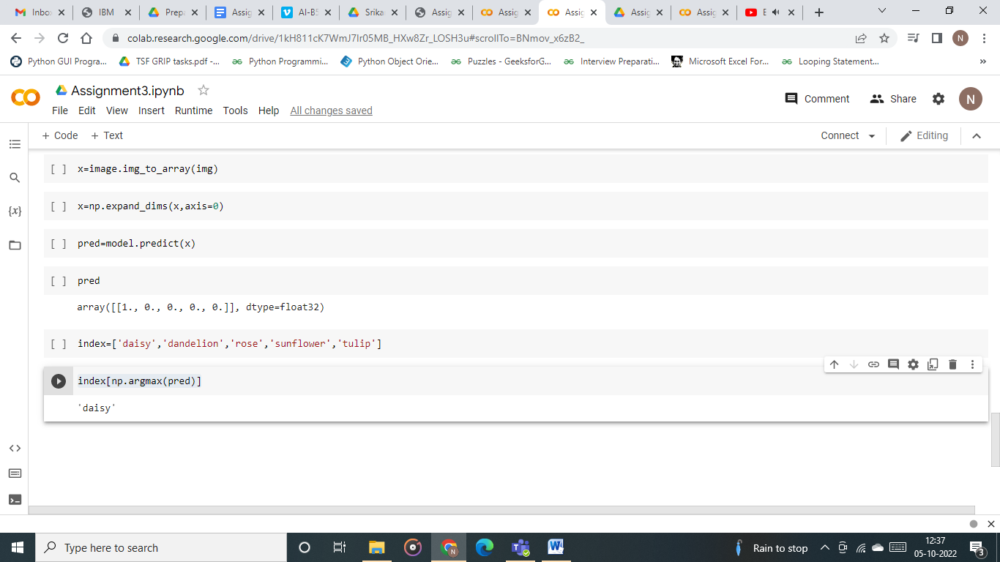 Inbo
IBM
Prepa
Assig
AI-BS
Srika
Assig
Assig
Assig
Assig
Assig
E
colab.research.google.com/drive/1kH811cK7WmJ7Ir05MB_HXw8Zr_LOSH3u#scrollTo=BNmov_x6zB2_
N
Python GUI Progra...
TSF GRIP tasks.pdf -...
Python Programmi...
Python Object Orie...
Puzzles - GeeksforG...
Interview Preparati...
Microsoft Excel For...
Looping Statement...
»
Assignment3.ipynb
Comment
Share
N
File Edit View Insert Runtime Tools Help All changes saved
+ Code + Text
Connect
Editing
[ ] x=image.img_to_array(img)
{x}
[ ] x=np.expand_dims(x,axis=0)
[ ] pred=model.predict(x)
[ ] pred
array([[1., 0., 0., 0., 0.]], dtype=float32)
[ ] index=['daisy','dandelion','rose','sunflower','tulip']
index[np.argmax(pred)]
'daisy'
Type here to search
N
Rain to stop
12:37
05-10-2022
3